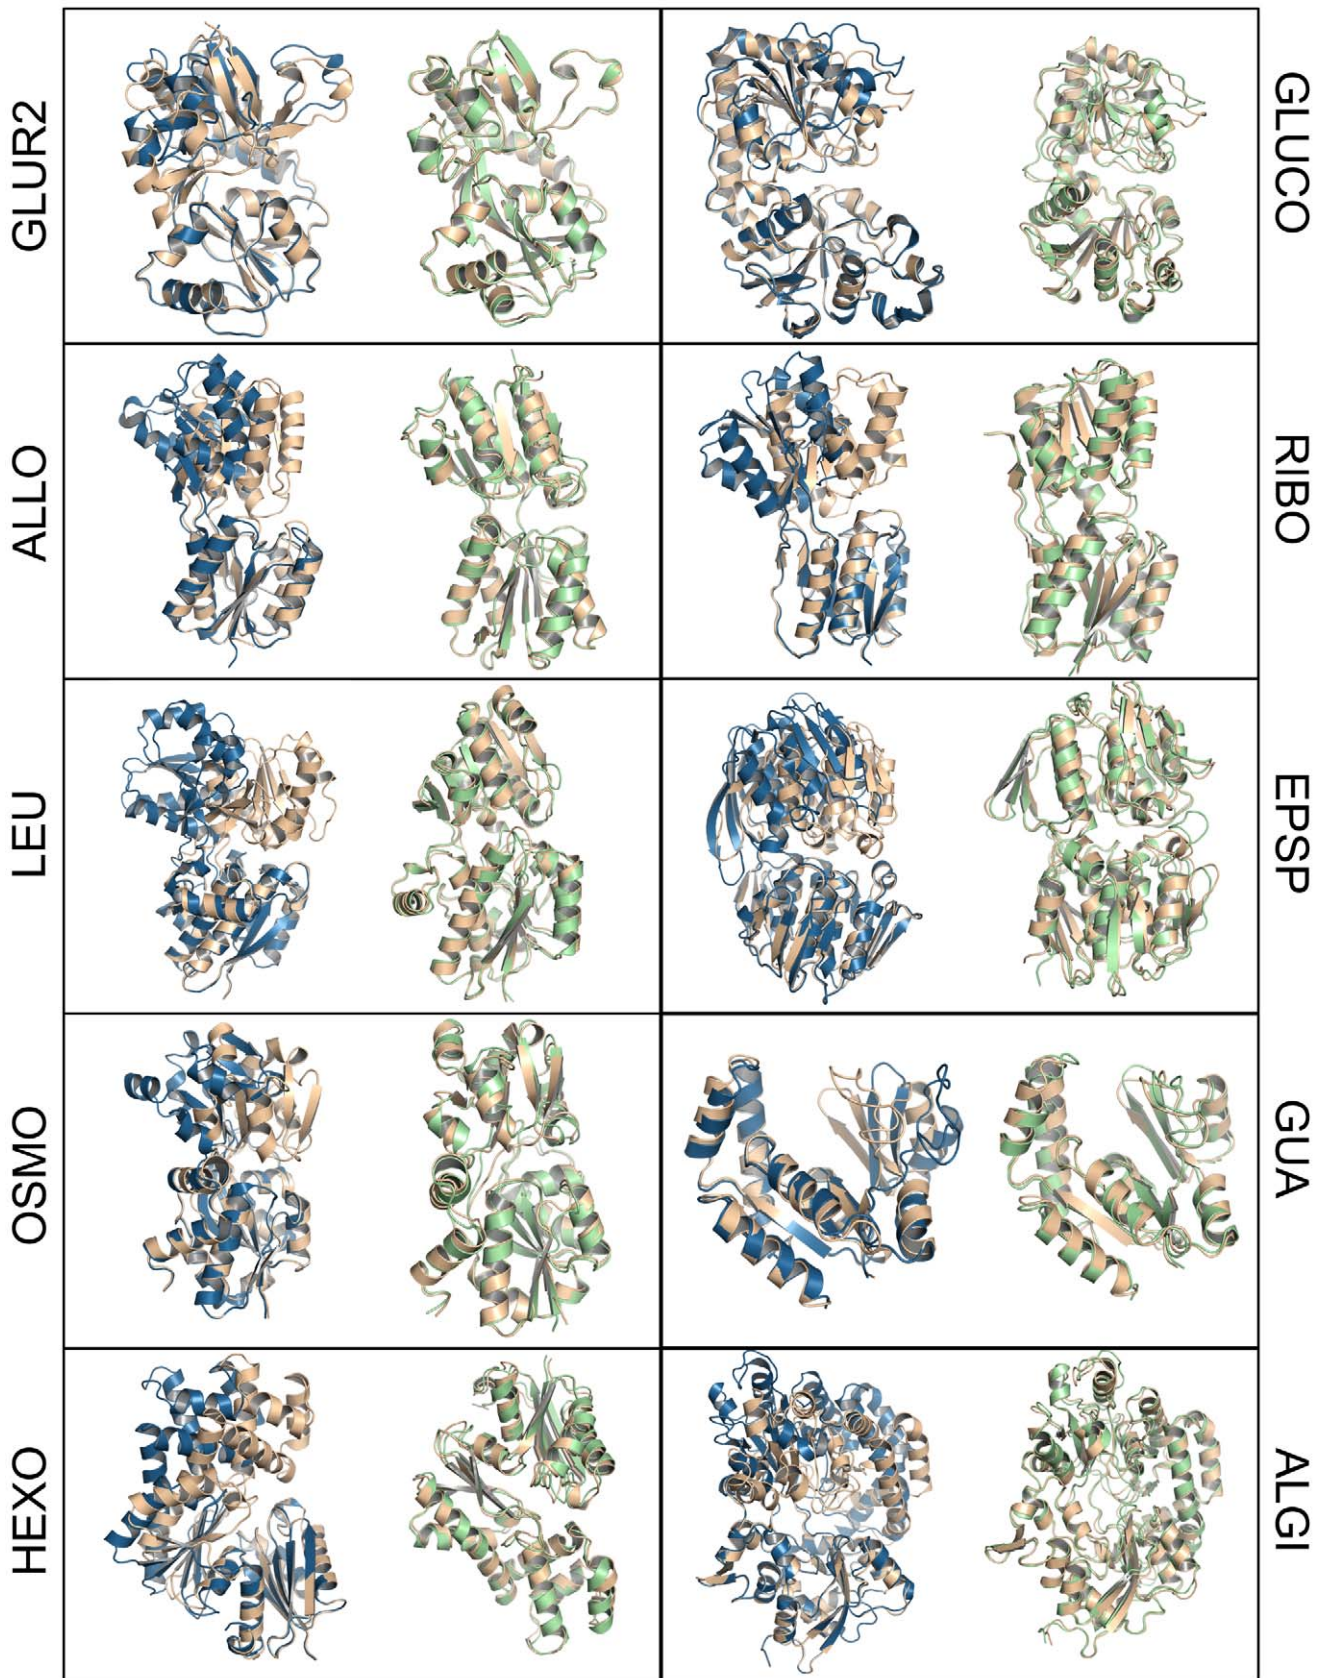 GLUR2
GLUCO
ALLO
RIBO
LEU
EPSP
OSMO
GUA
HEXO
ALGI